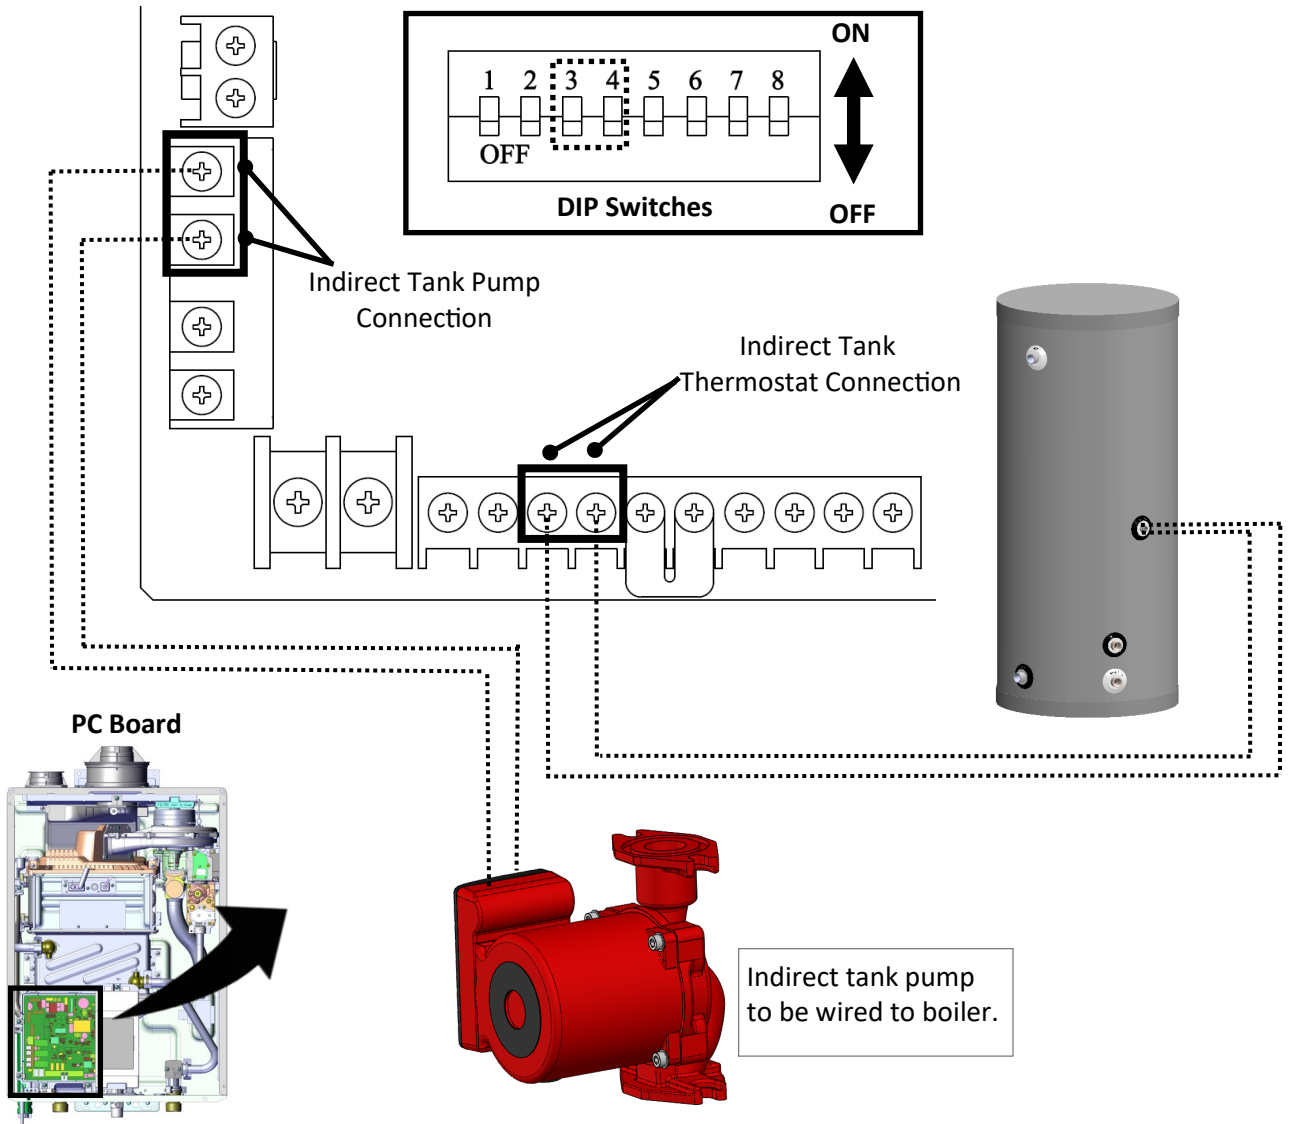 ON
1 2 3 4 5 6 7 8
OFF
DIP Switches
OFF
Indirect Tank Pump
Connection
Indirect Tank
Thermostat Connection
PC Board
Indirect tank pump
to be wired to boiler.